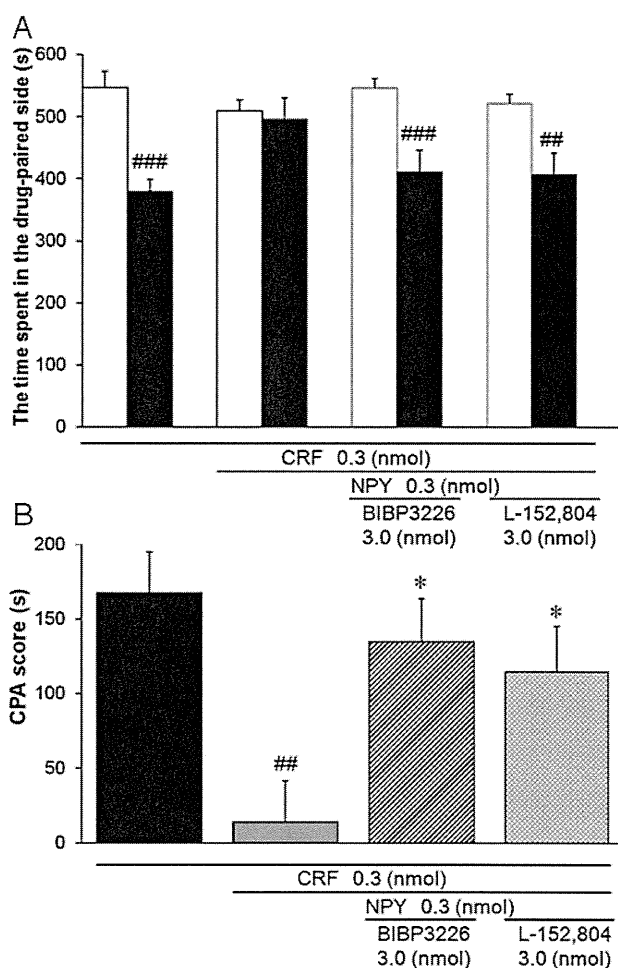 A
The time spent in the drug-paired side (s)
600
500
400
300
200
100
0
###
###
##
CRF 0.3 (nmol)
NPY 0.3 (nmol)
BIBP3226 L-152,804
3.0 (nmol) 3.0 (nmol)
B
CPA score (s)
200
150
100
50
0
##
*
*
CRF 0.3 (nmol)
NPY 0.3 (nmol)
BIBP3226 L-152,804
3.0 (nmol) 3.0 (nmol)